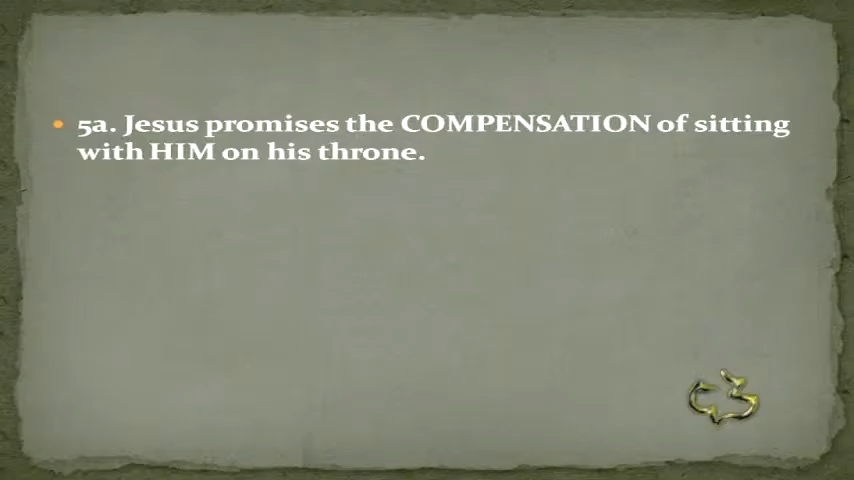 • 5a. Jesus promises the COMPENSATION of sitting
with HIM on his throne.